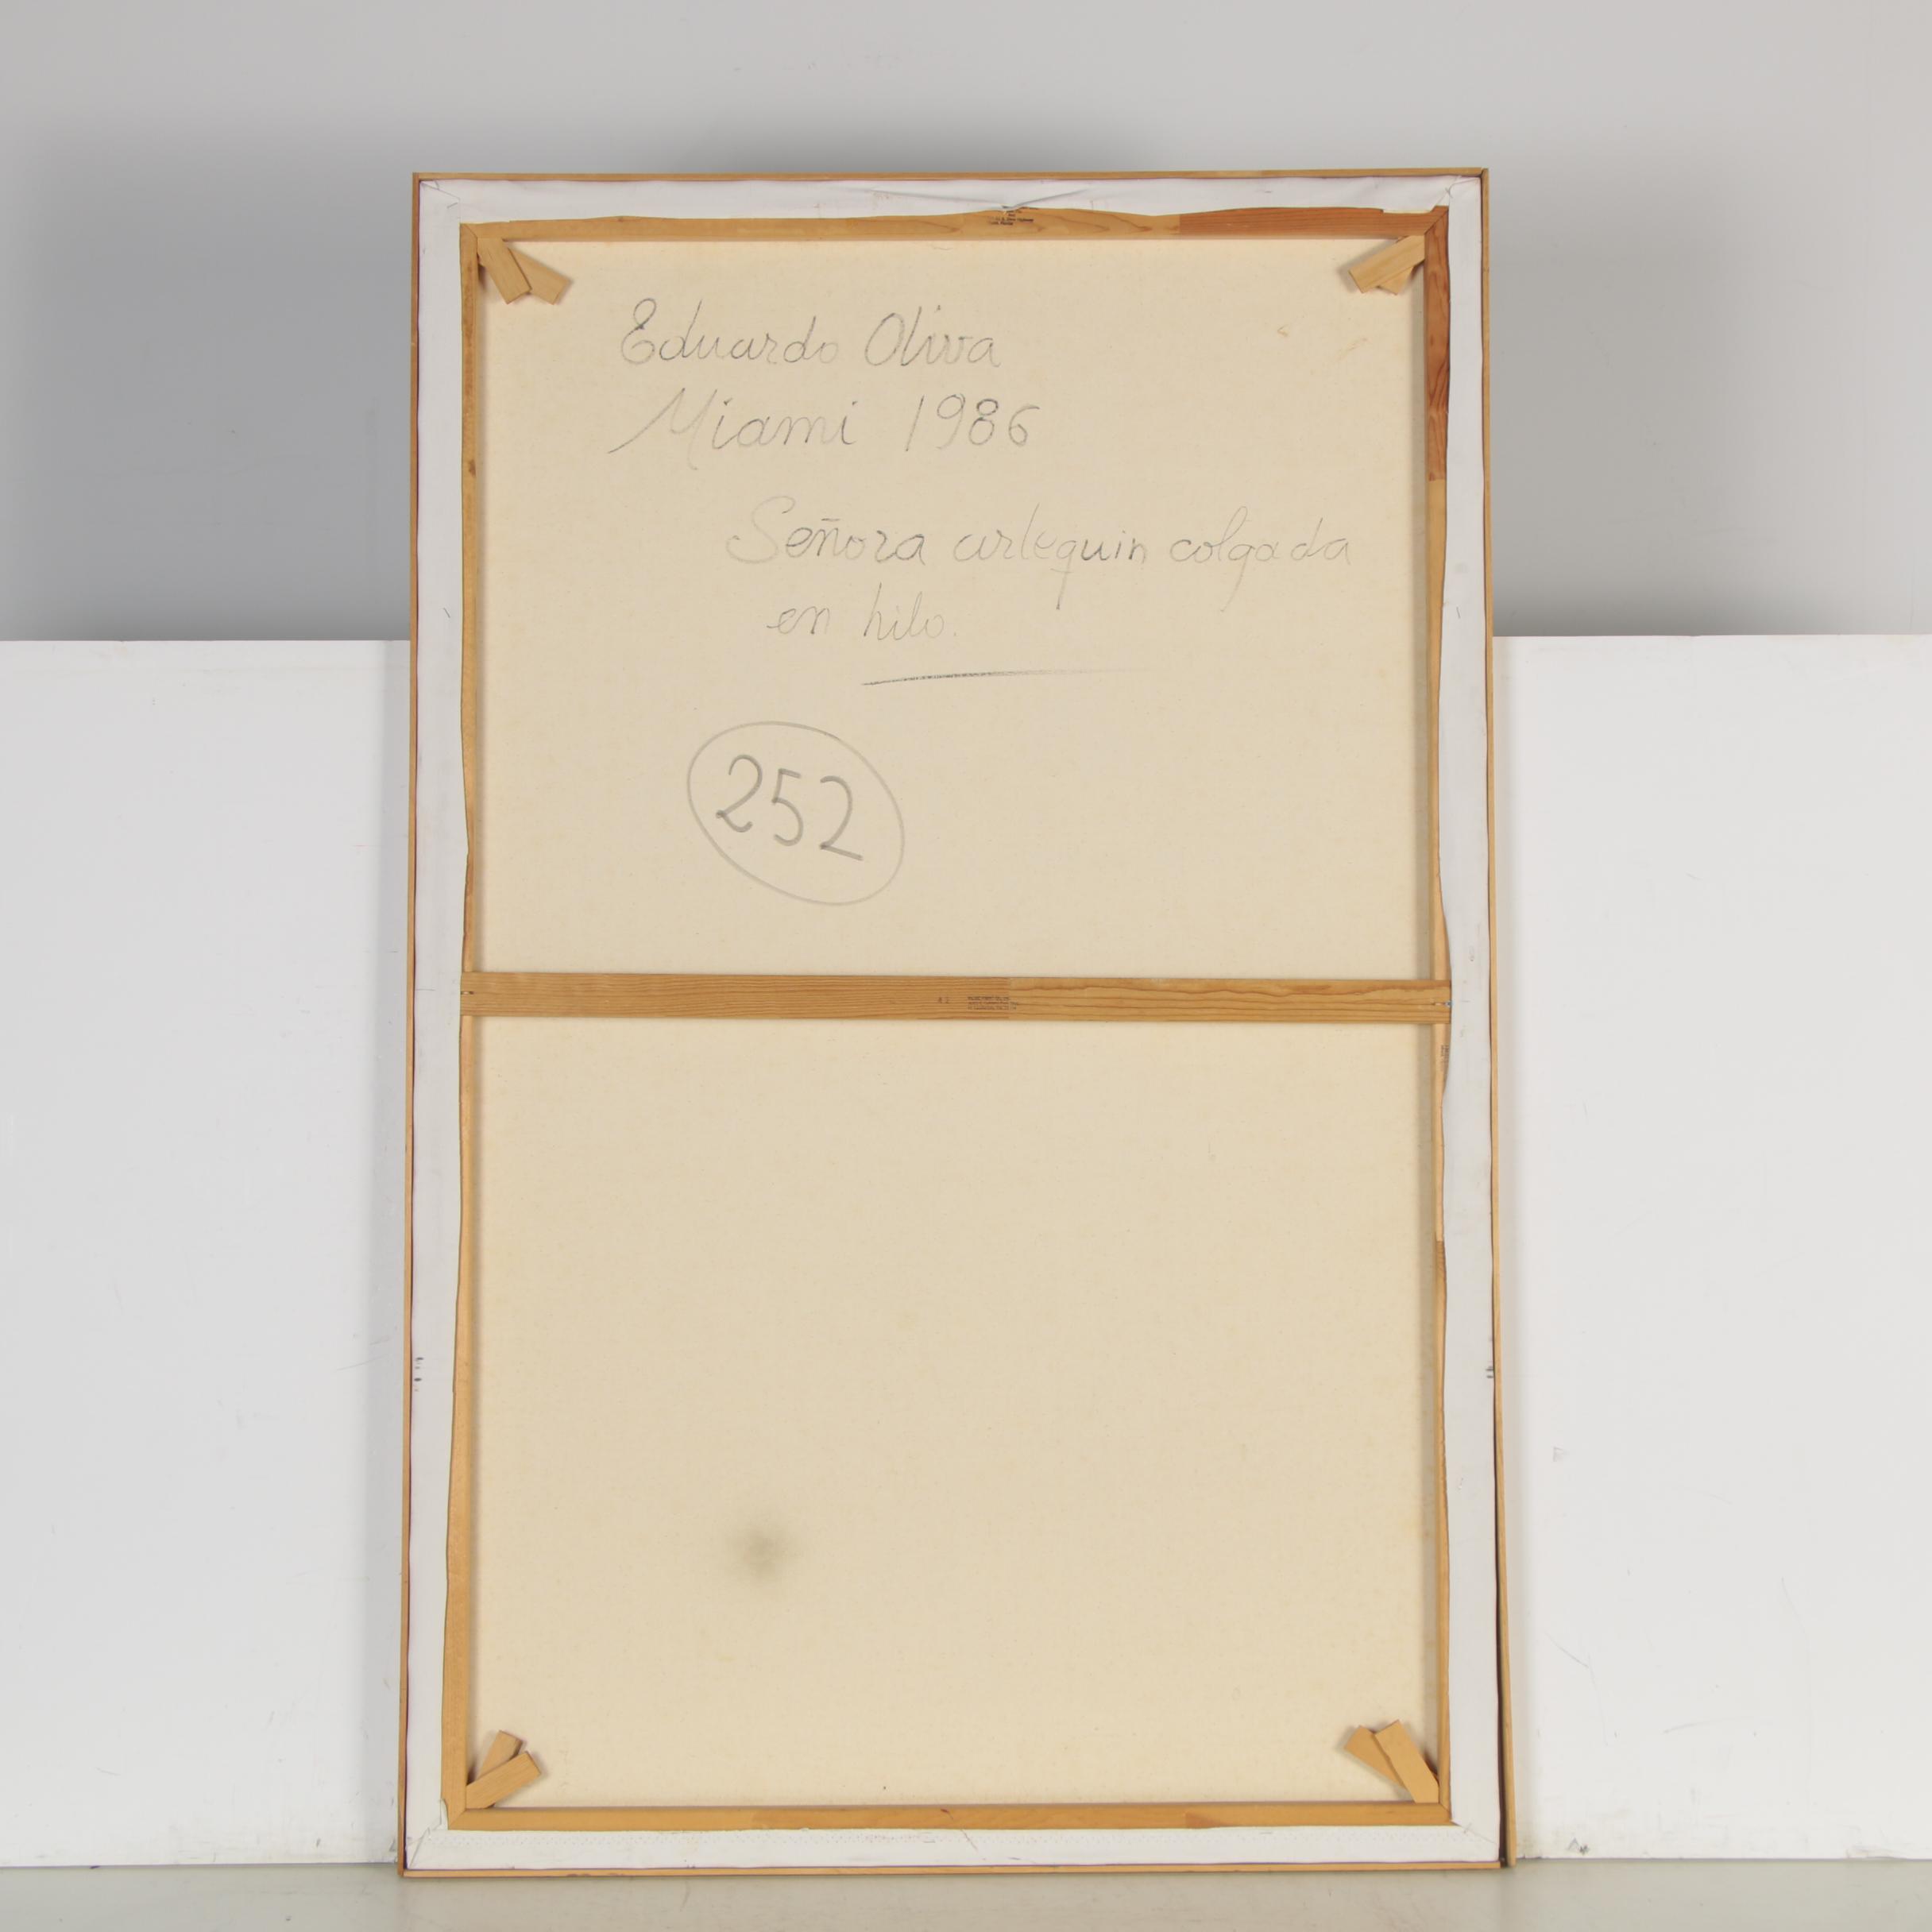 Eduardo Oliva
Miami 1986
Señora arlequin colgada
en hilo.
252